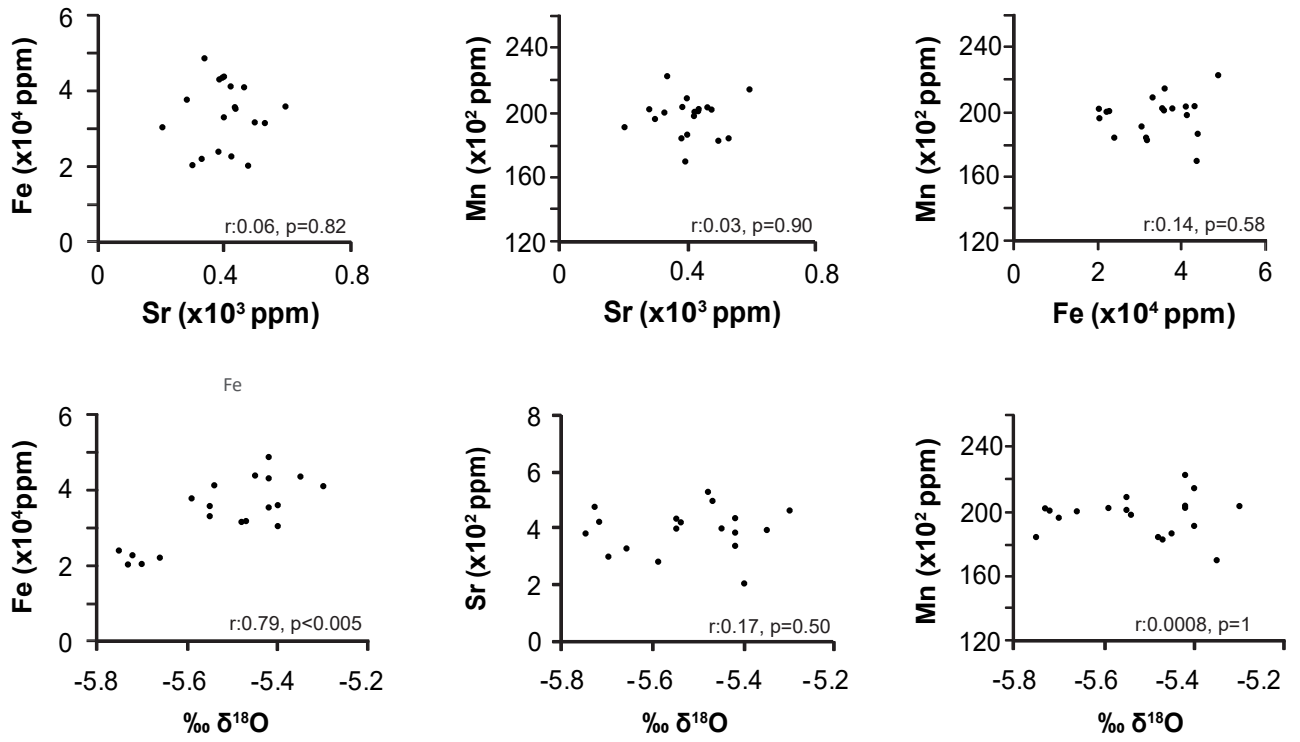 6
4
2
0
Fe (x10⁴ ppm)
r:0.06, p=0.82
0 0.4 0.8
Sr (x10³ ppm)
240
200
160
120
Mn (x10² ppm)
r:0.03, p=0.90
0 0.4 0.8
Sr (x10³ ppm)
240
200
160
120
Mn (x10² ppm)
r:0.14, p=0.58
0 2 4 6
Fe (x10⁴ ppm)
Fe
6
4
2
0
Fe (x10⁴ppm)
r:0.79, p<0.005
-5.8 -5.6 -5.4 -5.2
‰ δ¹⁸O
8
6
4
2
0
Sr (x10² ppm)
r:0.17, p=0.50
-5.8 -5.6 -5.4 -5.2
‰ δ¹⁸O
240
200
160
120
Mn (x10² ppm)
r:0.0008, p=1
-5.8 -5.6 -5.4 -5.2
‰ δ¹⁸O